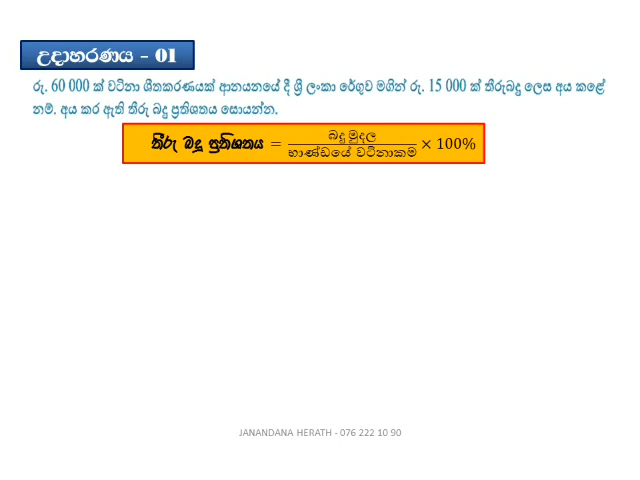 උදාහරණය - 01
රු. 60 000 ක් වටිනා ශීතකරණයක් ආනයනයේ දී ශ්‍රී ලංකා රේගුව මගින් රු. 15 000 ක් තීරුබදු ලෙස අය කළේ
නම්. අය කර ඇති තීරු බදු ප්‍රතිශතය සොයන්න.
තීරු බදු ප්‍රතිශතය = බදු මුදල / භාණ්ඩයේ වටිනාකම × 100%
JANANDANA HERATH - 076 222 10 90